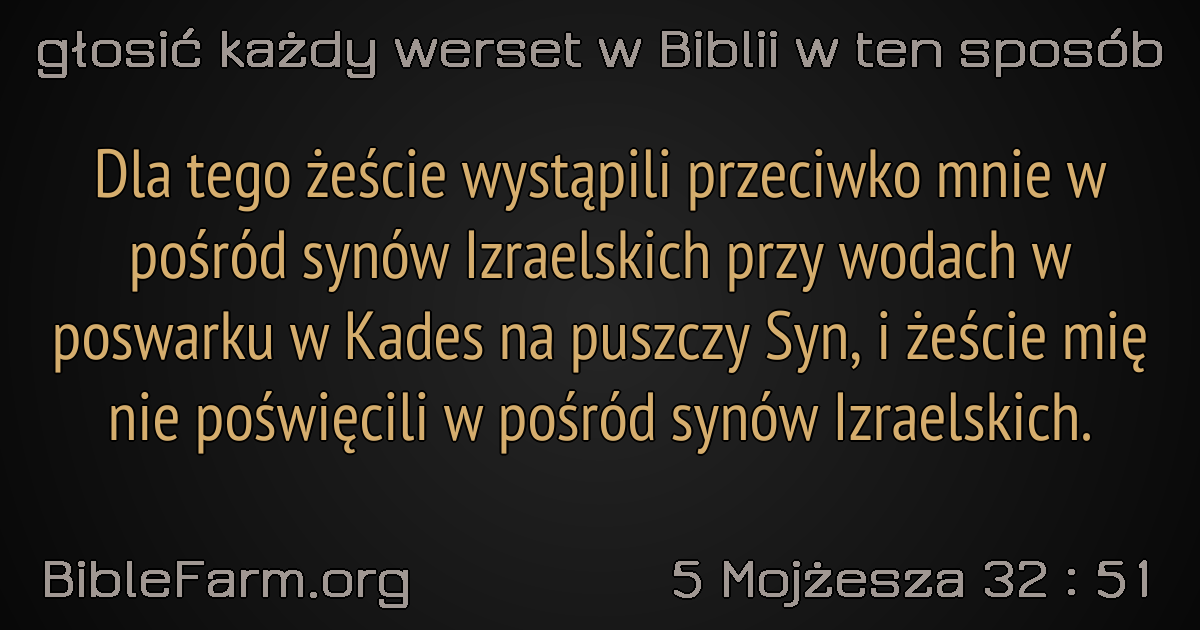 głosić każdy werset w Biblii w ten sposób
Dla tego żeście wystąpili przeciwko mnie w
pośród synów Izraelskich przy wodach w
poswarku w Kades na puszczy Syn, i żeście mię
nie poświęcili w pośród synów Izraelskich.
BibleFarm.org
5 Mojżesza 32 : 51